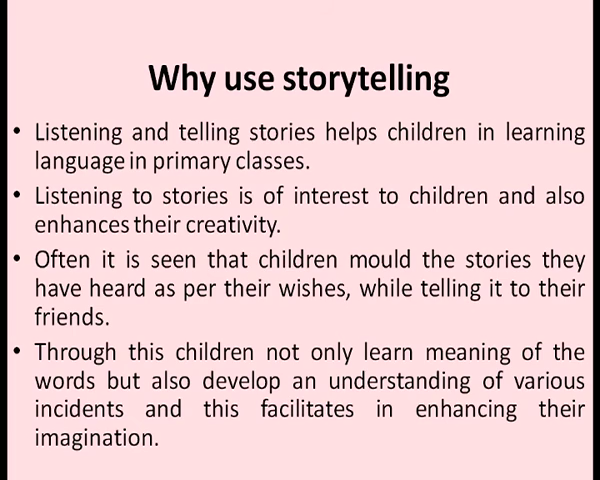 Why use storytelling
• Listening and telling stories helps children in learning
language in primary classes.
• Listening to stories is of interest to children and also
enhances their creativity.
• Often it is seen that children mould the stories they
have heard as per their wishes, while telling it to their
friends.
• Through this children not only learn meaning of the
words but also develop an understanding of various
incidents and this facilitates in enhancing their
imagination.